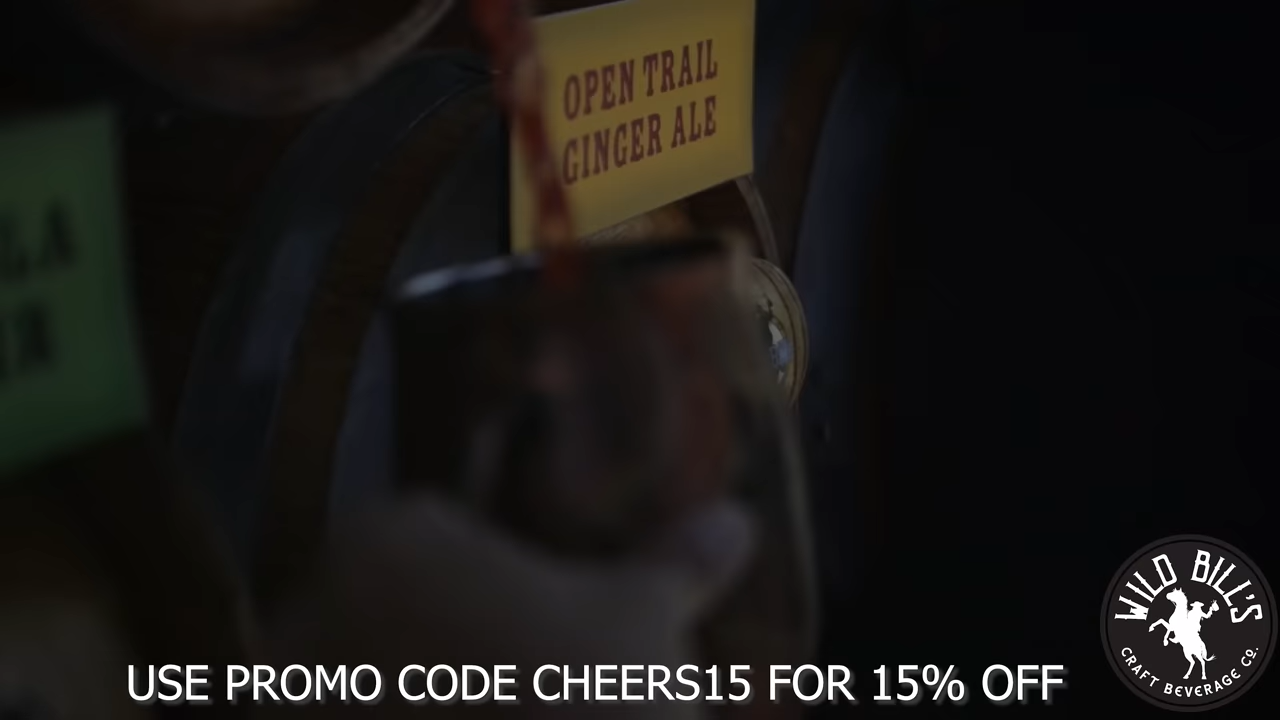 OPEN TRAIL
GINGER ALE
WILD BILL'S
CRAFT BEVERAGE CO.
USE PROMO CODE CHEERS15 FOR 15% OFF